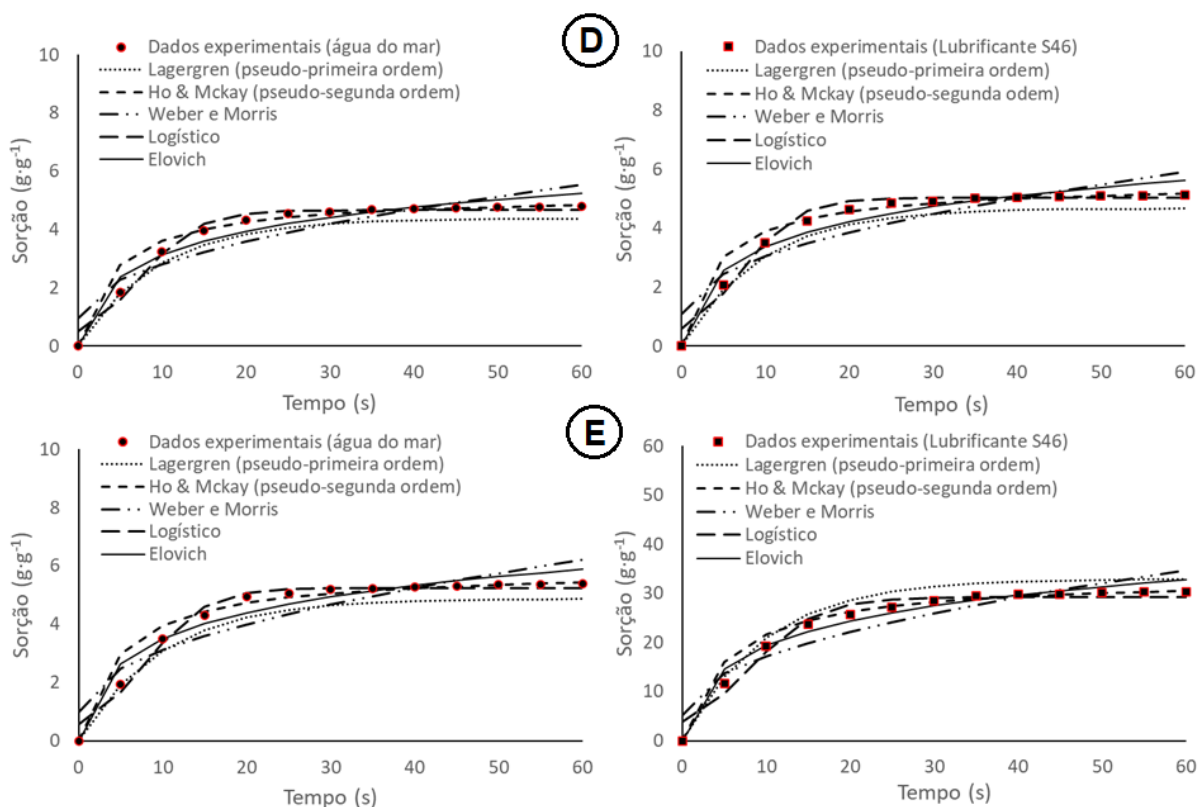 D
10
8
6
4
2
0
Sorção (g·g⁻¹)
Dados experimentais (água do mar)
Lagergren (pseudo-primeira ordem)
Ho & Mckay (pseudo-segunda ordem)
Weber e Morris
Logístico
Elovich
0 10 20 30 40 50 60
Tempo (s)
10
8
6
4
2
0
Sorção (g·g⁻¹)
Dados experimentais (Lubrificante S46)
Lagergren (pseudo-primeira ordem)
Ho & Mckay (pseudo-segunda odem)
Weber e Morris
Logístico
Elovich
0 10 20 30 40 50 60
Tempo (s)
E
10
8
6
4
2
0
Sorção (g·g⁻¹)
Dados experimentais (água do mar)
Lagergren (pseudo-primeira ordem)
Ho & Mckay (pseudo-segunda ordem)
Weber e Morris
Logístico
Elovich
0 10 20 30 40 50 60
Tempo (s)
60
50
40
30
20
10
0
Sorção (g·g⁻¹)
Dados experimentais (Lubrificante S46)
Lagergren (pseudo-primeira ordem)
Ho & Mckay (pseudo-segunda ordem)
Weber e Morris
Logístico
Elovich
0 10 20 30 40 50 60
Tempo (s)